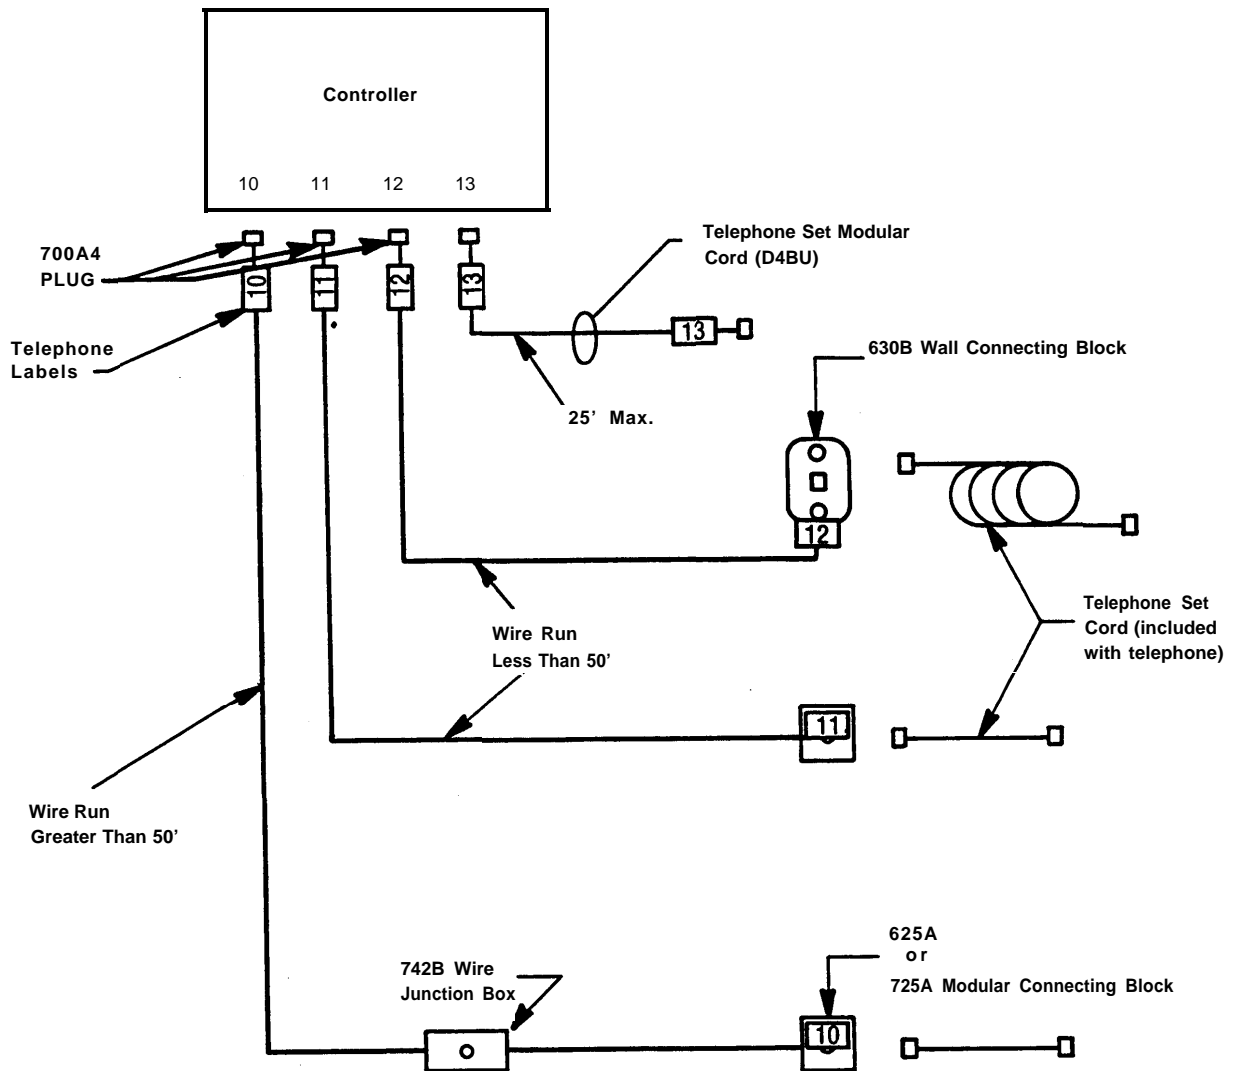 Controller
10 11 12 13
700A4
PLUG
10
11
12
13
Telephone Set Modular
Cord (D4BU)
13
Telephone
Labels
25' Max.
630B Wall Connecting Block
12
Wire Run
Less Than 50'
Telephone Set
Cord (included
with telephone)
11
Wire Run
Greater Than 50'
742B Wire
Junction Box
625A
or
725A Modular Connecting Block
10